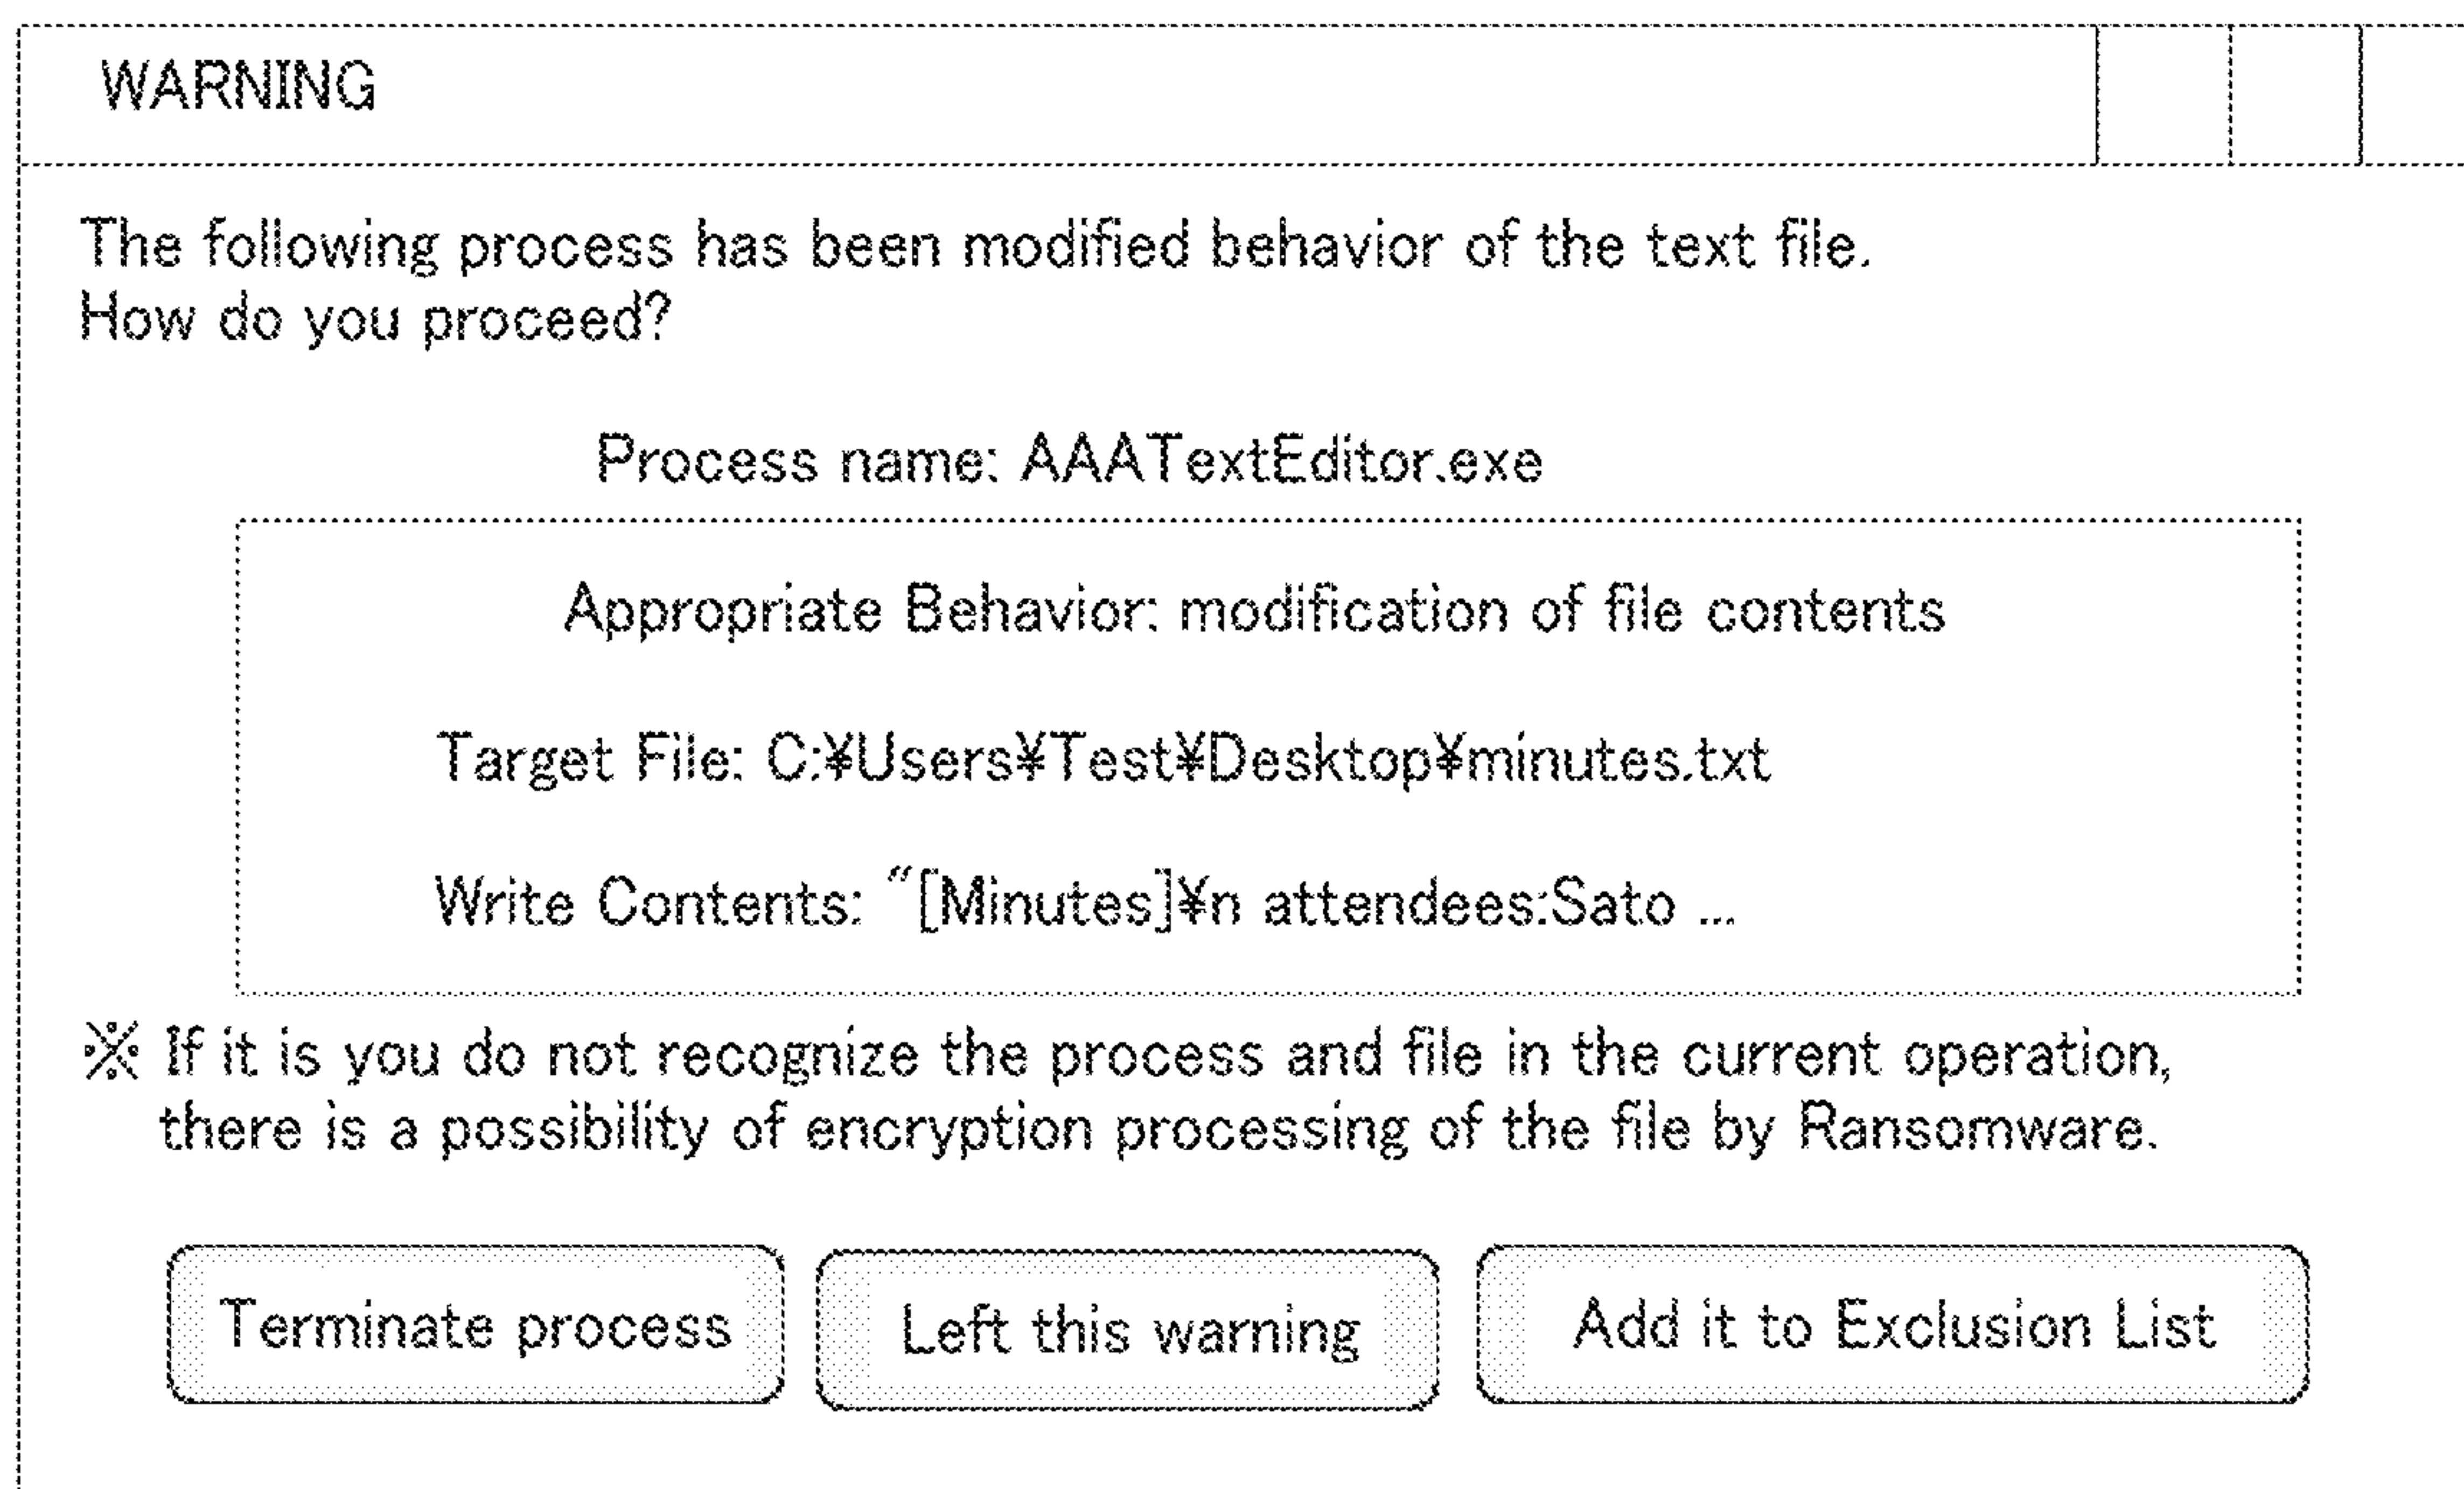 WARNING
The following process has been modified behavior of the text file.
How do you proceed?
Process name: AAATextEditor.exe
Appropriate Behavior: modification of file contents
Target File: C:¥Users¥Test¥Desktop¥minutes.txt
Write Contents: “[Minutes]¥n attendees:Sato ...
※ If it is you do not recognize the process and file in the current operation,
there is a possibility of encryption processing of the file by Ransomware.
Terminate process
Left this warning
Add it to Exclusion List